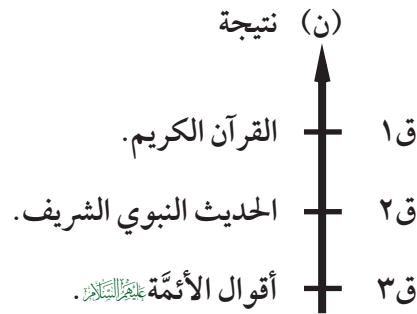 (ن) نتيجة
ق١ القرآن الكريم.
ق٢ الحديث النبوي الشريف.
ق٣ أقوال الأئمَّة عليهم السلام.